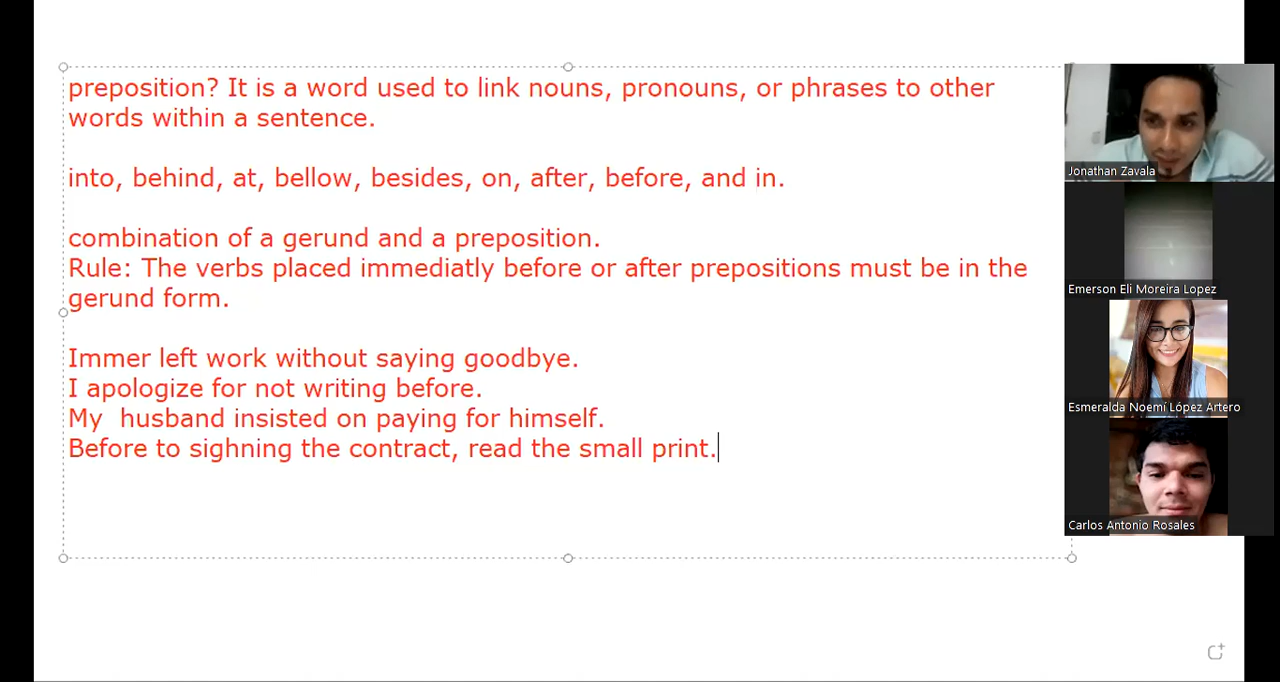 preposition? It is a word used to link nouns, pronouns, or phrases to other
words within a sentence.
into, behind, at, bellow, besides, on, after, before, and in.
combination of a gerund and a preposition.
Rule: The verbs placed immediatly before or after prepositions must be in the
gerund form.
Immer left work without saying goodbye.
I apologize for not writing before.
My  husband insisted on paying for himself.
Before to sighning the contract, read the small print.
Jonathan Zavala
Emerson Eli Moreira Lopez
Esmeralda Noemí López Artero
Carlos Antonio Rosales